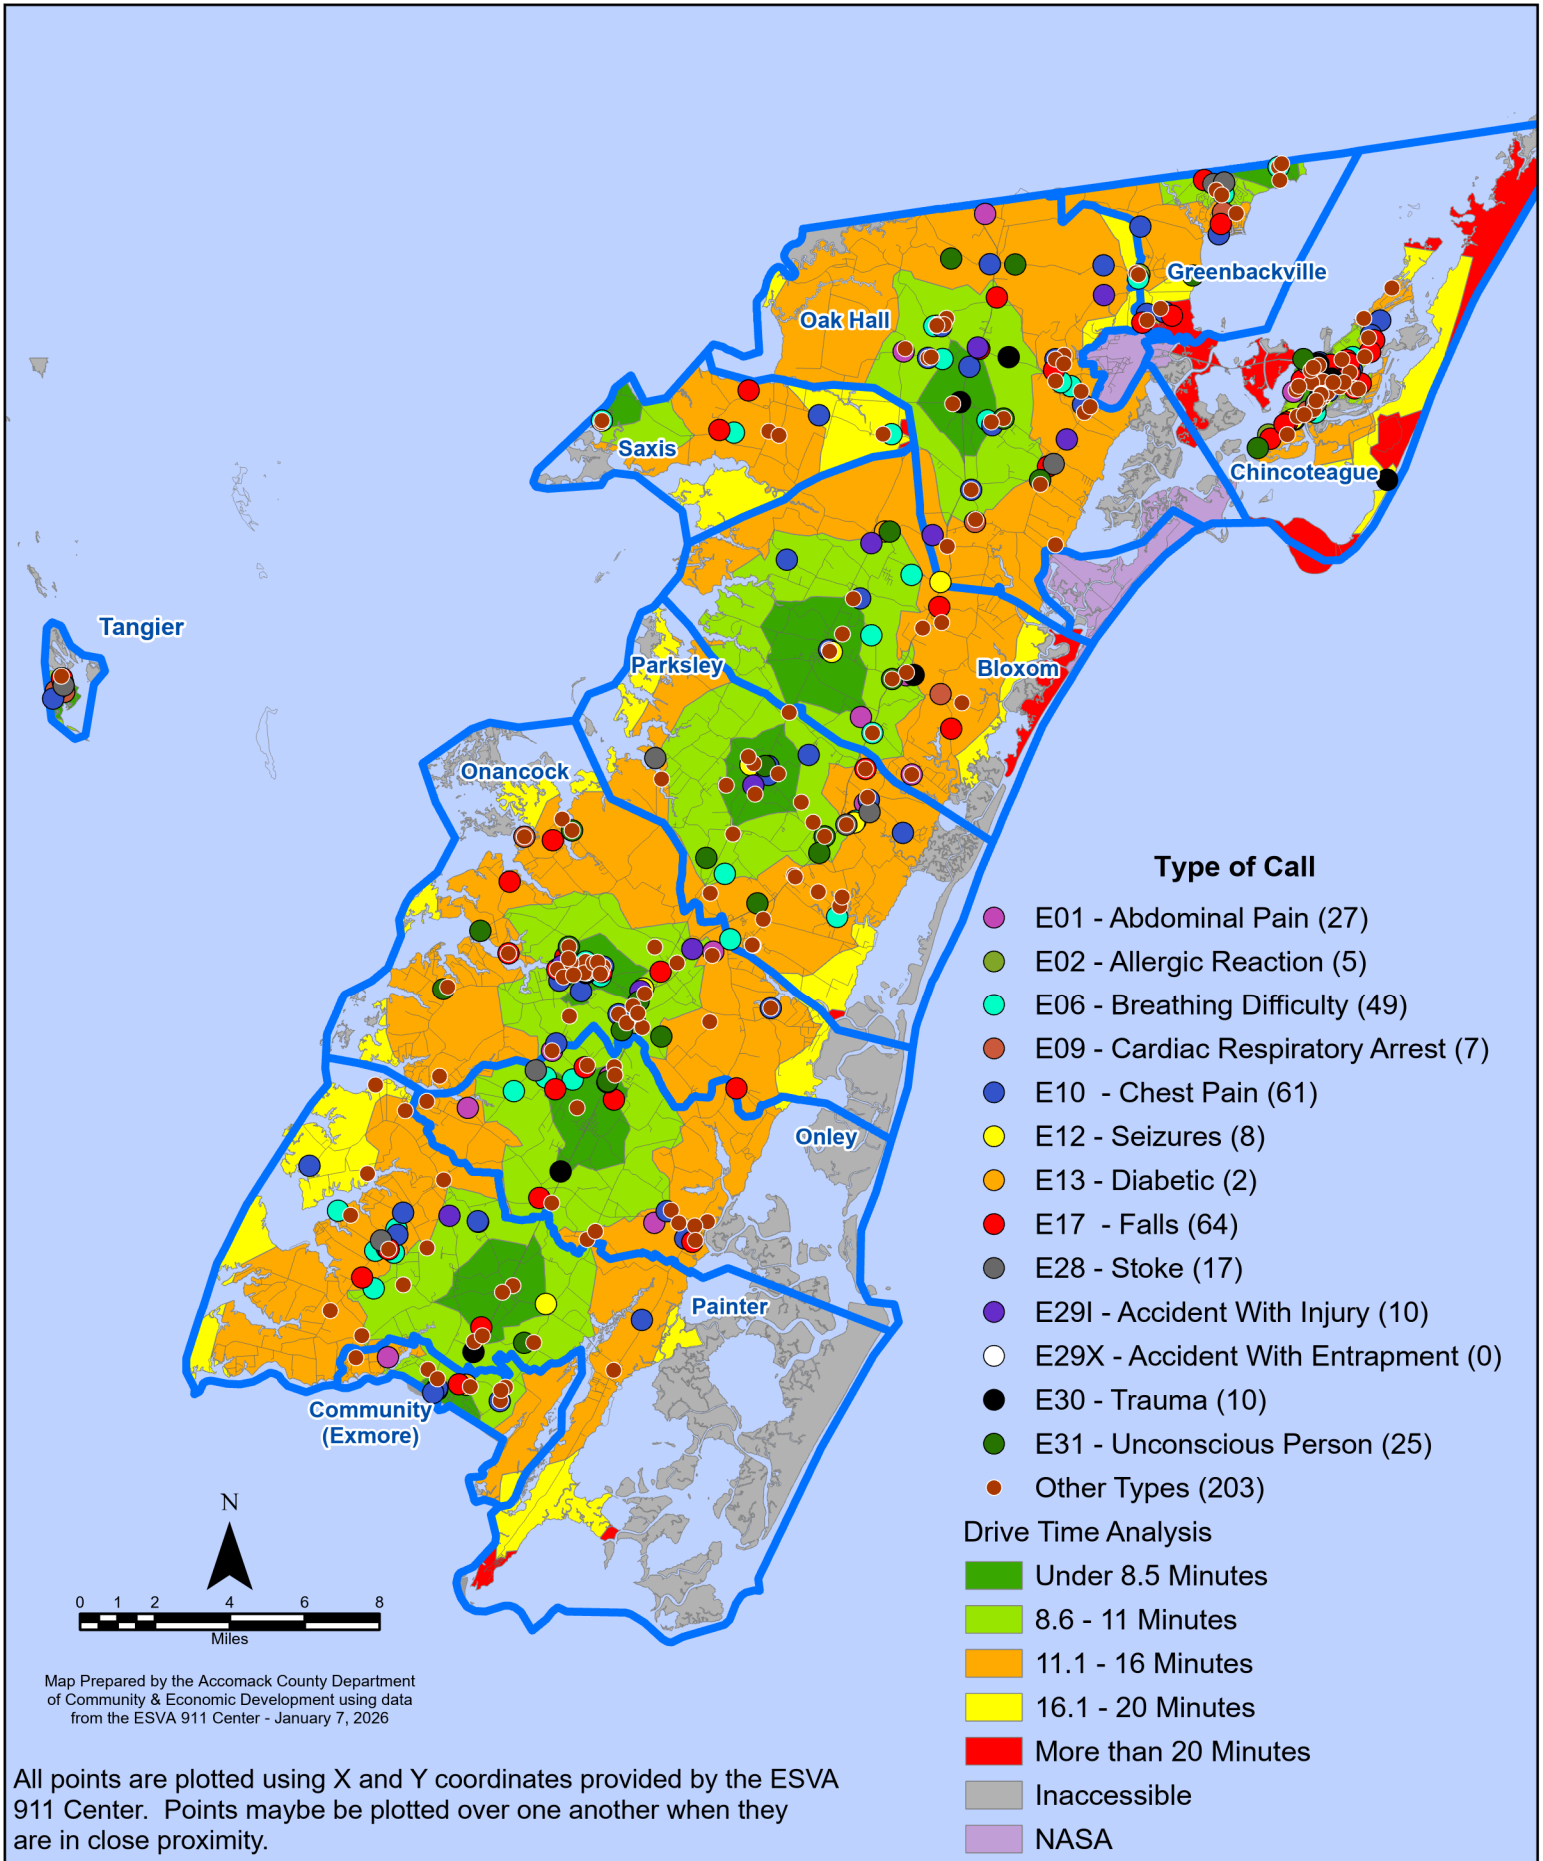 Greenbackville
Oak Hall
Saxis
Chincoteague
Tangier
Parksley
Bloxom
Onancock
Onley
Painter
Community
(Exmore)
Type of Call
E01 - Abdominal Pain (27)
E02 - Allergic Reaction (5)
E06 - Breathing Difficulty (49)
E09 - Cardiac Respiratory Arrest (7)
E10 - Chest Pain (61)
E12 - Seizures (8)
E13 - Diabetic (2)
E17 - Falls (64)
E28 - Stoke (17)
E29I - Accident With Injury (10)
E29X - Accident With Entrapment (0)
E30 - Trauma (10)
E31 - Unconscious Person (25)
Other Types (203)
Drive Time Analysis
Under 8.5 Minutes
8.6 - 11 Minutes
11.1 - 16 Minutes
16.1 - 20 Minutes
More than 20 Minutes
Inaccessible
NASA
N
0 1 2 4 6 8
Miles
Map Prepared by the Accomack County Department
of Community & Economic Development using data
from the ESVA 911 Center - January 7, 2026
All points are plotted using X and Y coordinates provided by the ESVA
911 Center. Points maybe be plotted over one another when they
are in close proximity.